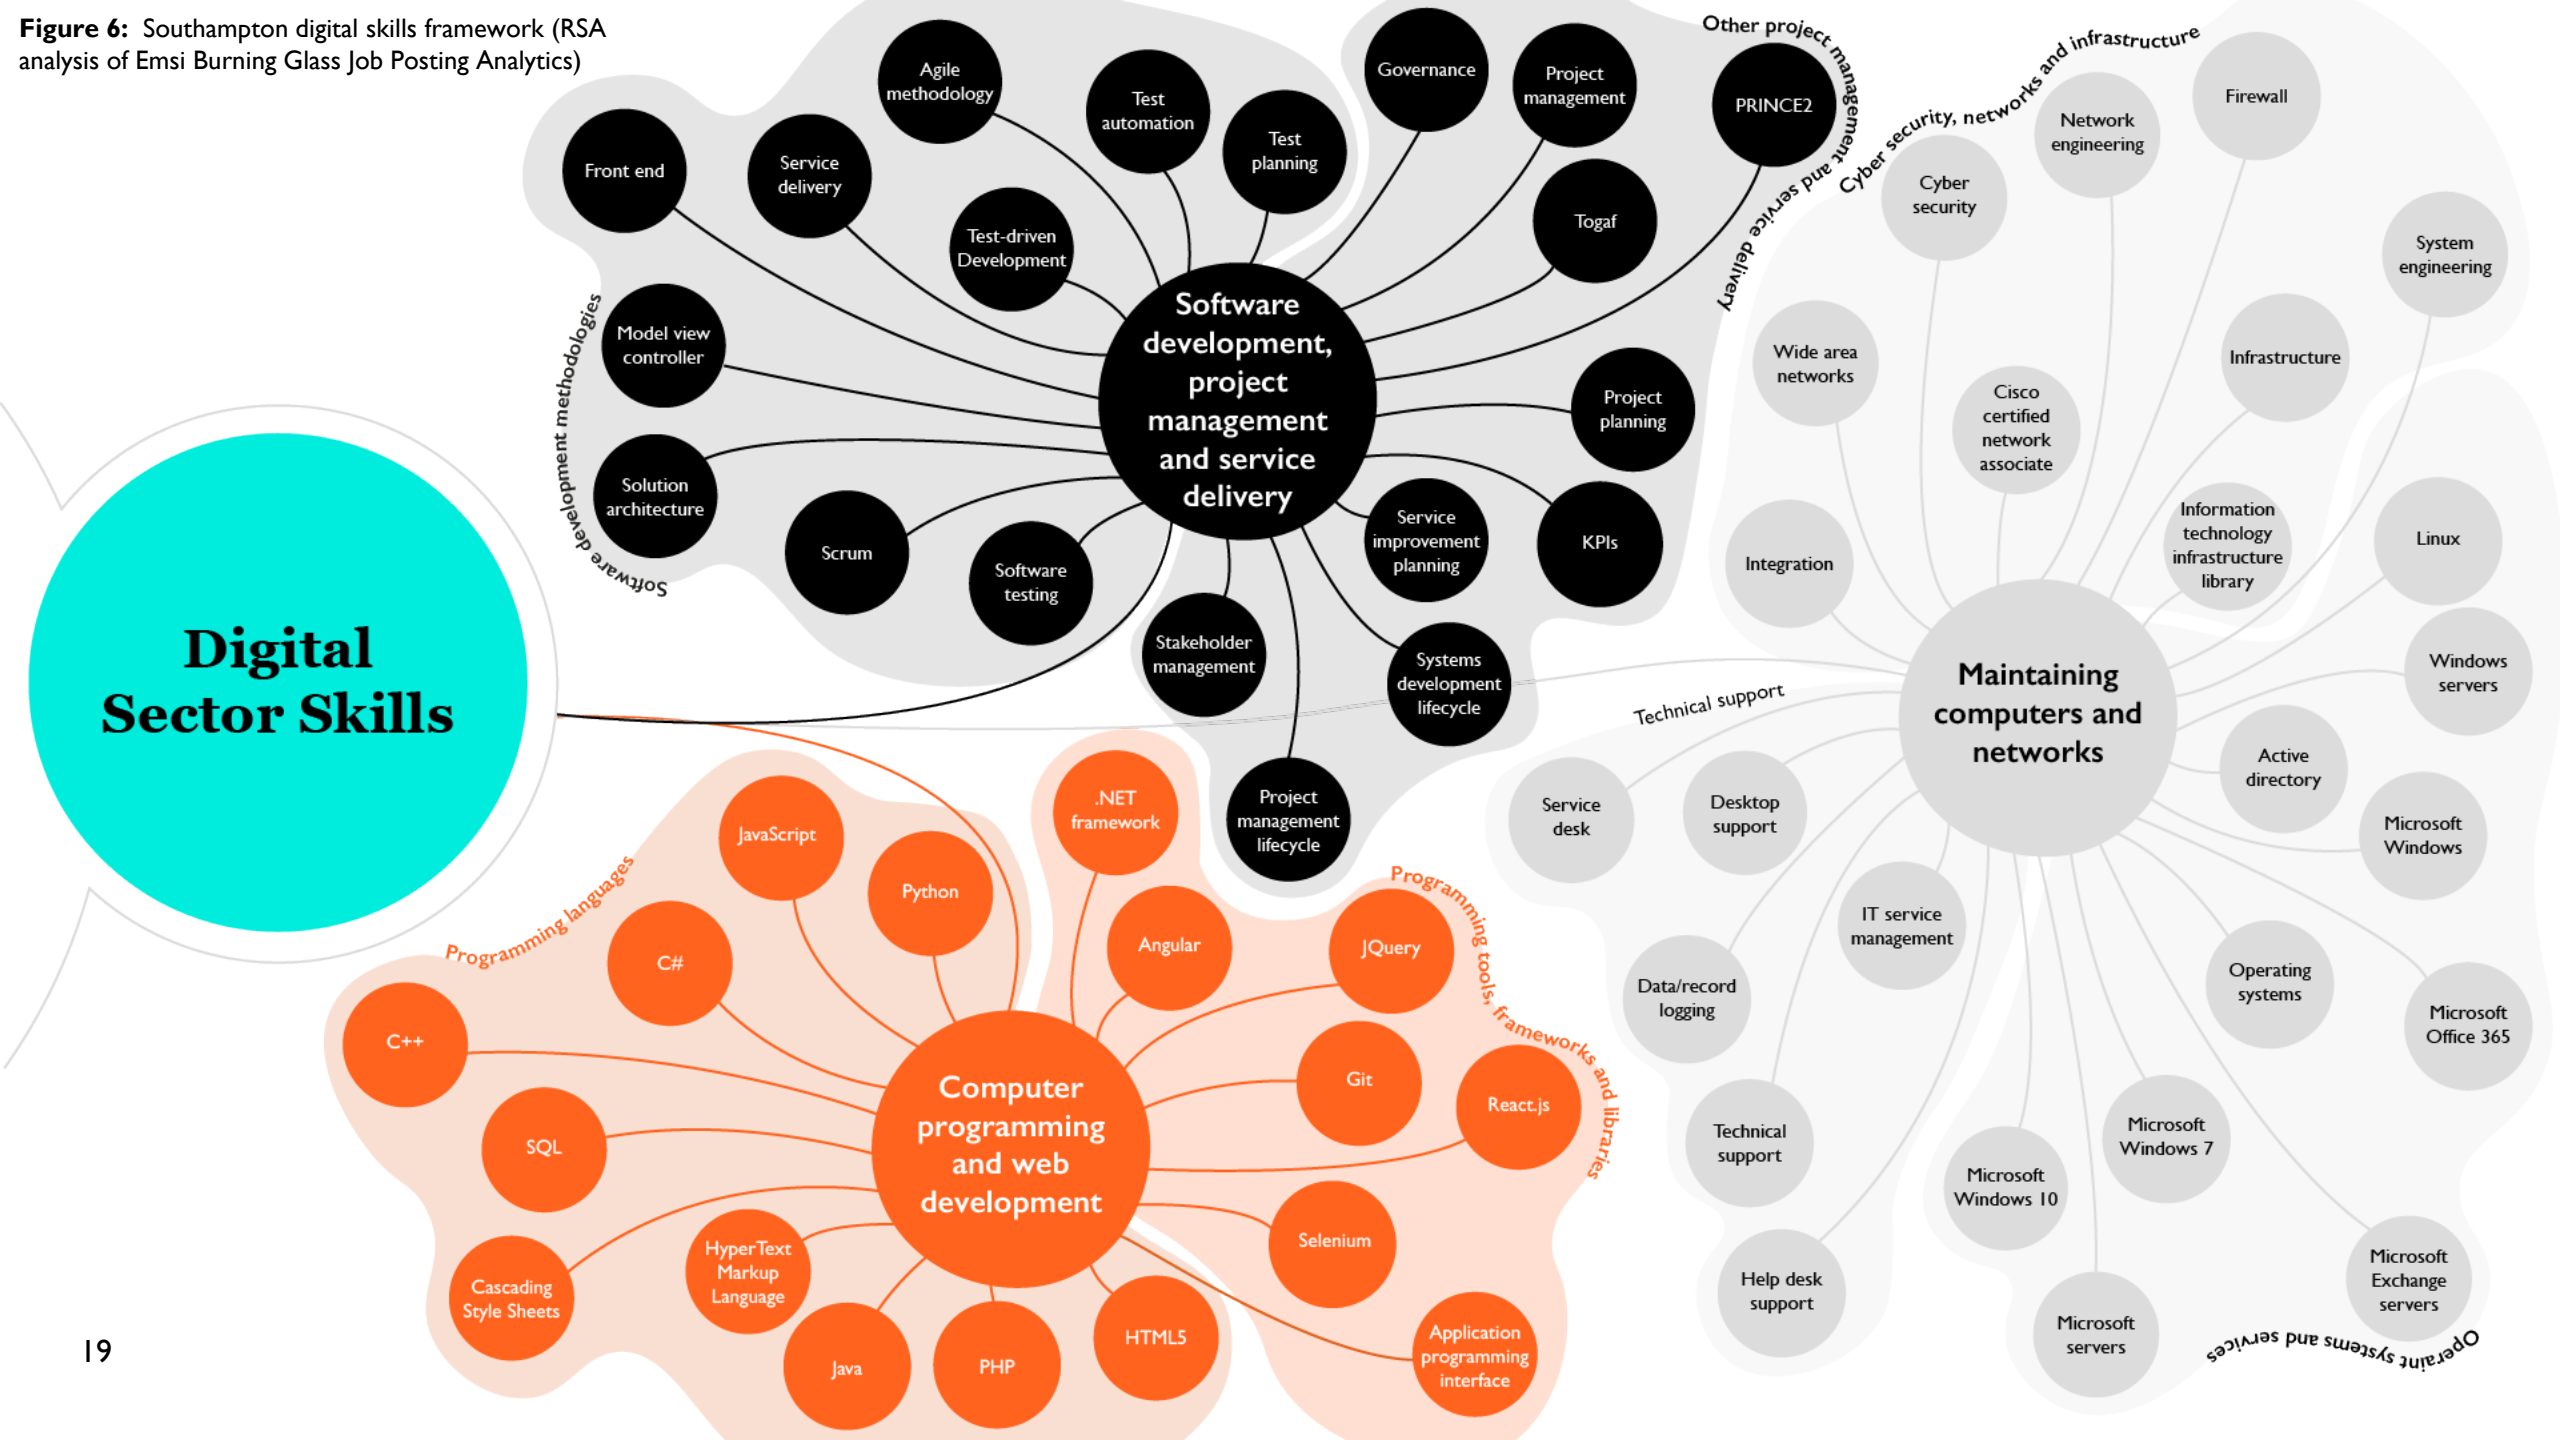 Figure 6: Southampton digital skills framework (RSA
analysis of Emsi Burning Glass Job Posting Analytics)
Digital
Sector Skills
Software development methodologies
Front end
Service
delivery
Agile
methodology
Test
automation
Test
planning
Test-driven
Development
Model view
controller
Solution
architecture
Scrum
Software
testing
Software
development,
project
management
and service
delivery
Other project management and service delivery
Governance
Project
management
PRINCE2
Togaf
Project
planning
KPIs
Service
improvement
planning
Systems
development
lifecycle
Stakeholder
management
Project
management
lifecycle
Cyber security, networks and infrastructure
Cyber
security
Network
engineering
Firewall
System
engineering
Wide area
networks
Cisco
certified
network
associate
Infrastructure
Integration
Information
technology
infrastructure
library
Maintaining
computers and
networks
Technical support
Service
desk
Desktop
support
IT service
management
Data/record
logging
Technical
support
Help desk
support
Linux
Windows
servers
Active
directory
Microsoft
Windows
Operating
systems
Microsoft
Office 365
Microsoft
Windows 7
Microsoft
Windows 10
Microsoft
Exchange
servers
Microsoft
servers
Operaint systems and services
Programming languages
JavaScript
Python
C#
C++
SQL
Cascading
Style Sheets
HyperText
Markup
Language
Java
PHP
HTML5
Computer
programming
and web
development
Programming tools, frameworks and libraries
.NET
framework
Angular
JQuery
Git
React.js
Selenium
Application
programming
interface
19